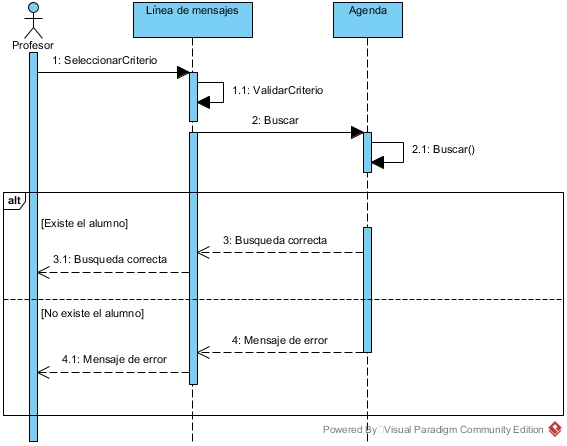 Profesor
Línea de mensajes
Agenda
1: SeleccionarCriterio
1.1: ValidarCriterio
2: Buscar
2.1: Buscar()
alt
[Existe el alumno]
3: Busqueda correcta
3.1: Busqueda correcta
[No existe el alumno]
4: Mensaje de error
4.1: Mensaje de error
Powered By Visual Paradigm Community Edition